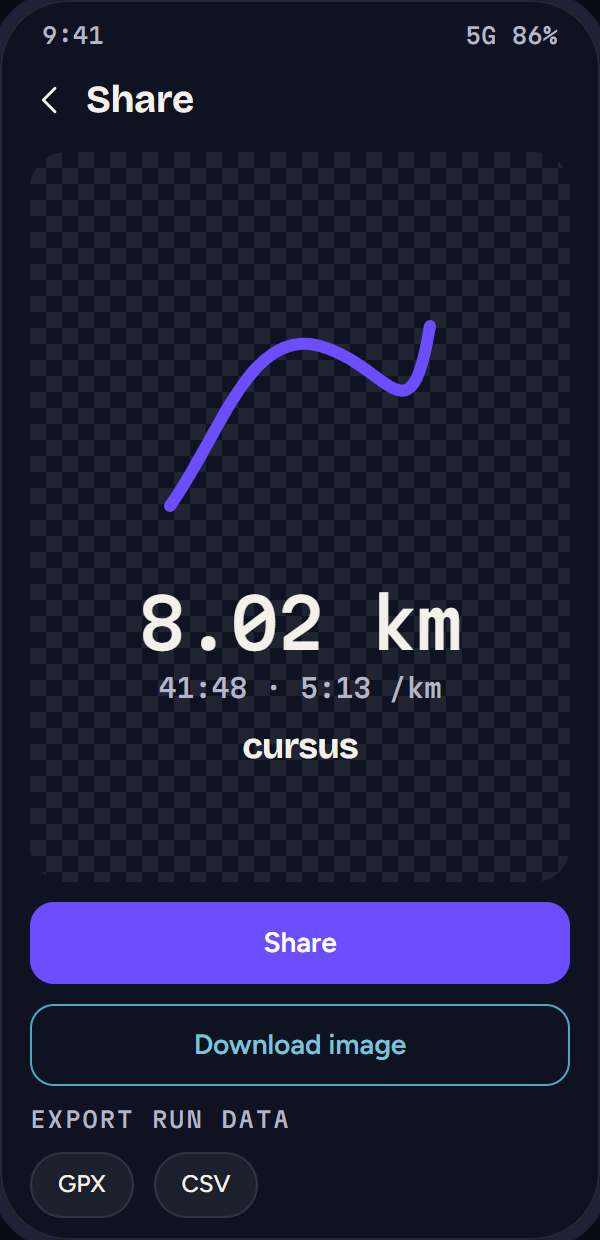 9:41 5G 86%
Share
8.02 km
41:48 · 5:13 /km
cursus
Share
Download image
EXPORT RUN DATA
GPX CSV